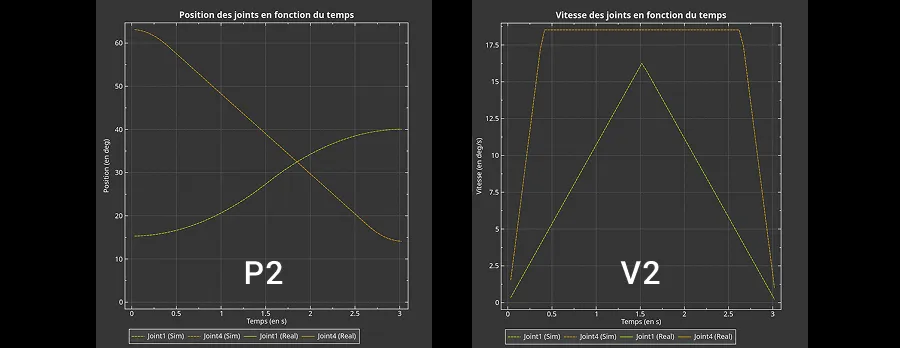 Position des joints en fonction du temps
60
50
40
30
20
10
0
Position (en deg)
0 0.5 1 1.5 2 2.5 3
Temps (en s)
P2
Joint1 (Sim) Joint4 (Sim) Joint1 (Real) Joint4 (Real)
Vitesse des joints en fonction du temps
17.5
15
12.5
10
7.5
5
2.5
0
Vitesse (en deg/s)
0 0.5 1 1.5 2 2.5 3
Temps (en s)
V2
Joint1 (Sim) Joint4 (Sim) Joint1 (Real) Joint4 (Real)